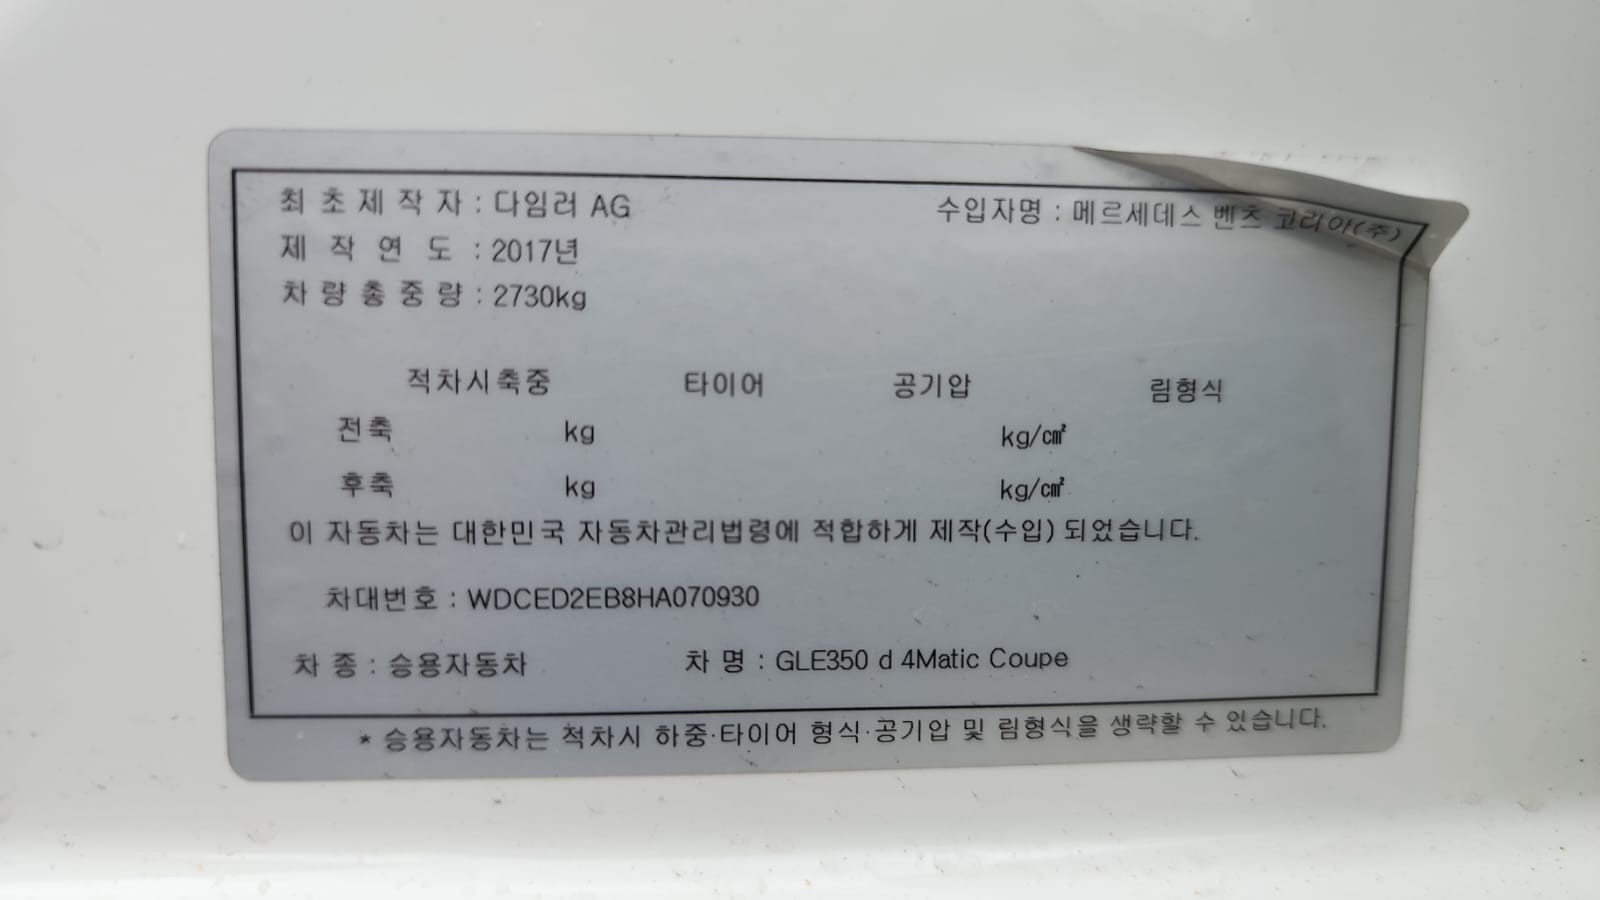 최초제작자 : 다임러 AG 수입자명 : 메르세데스 벤츠 코리아(주)
제작연도 : 2017년
차량총중량 : 2730kg
적차시축중 타이어 공기압 림형식
전축 kg kg/㎠
후축 kg kg/㎠
이 자동차는 대한민국 자동차관리법령에 적합하게 제작(수입) 되었습니다.
차대번호 : WDCED2EB8HA070930
차 종 : 승용자동차 차 명 : GLE350 d 4Matic Coupe
* 승용자동차는 적차시 하중·타이어 형식·공기압 및 림형식을 생략할 수 있습니다.